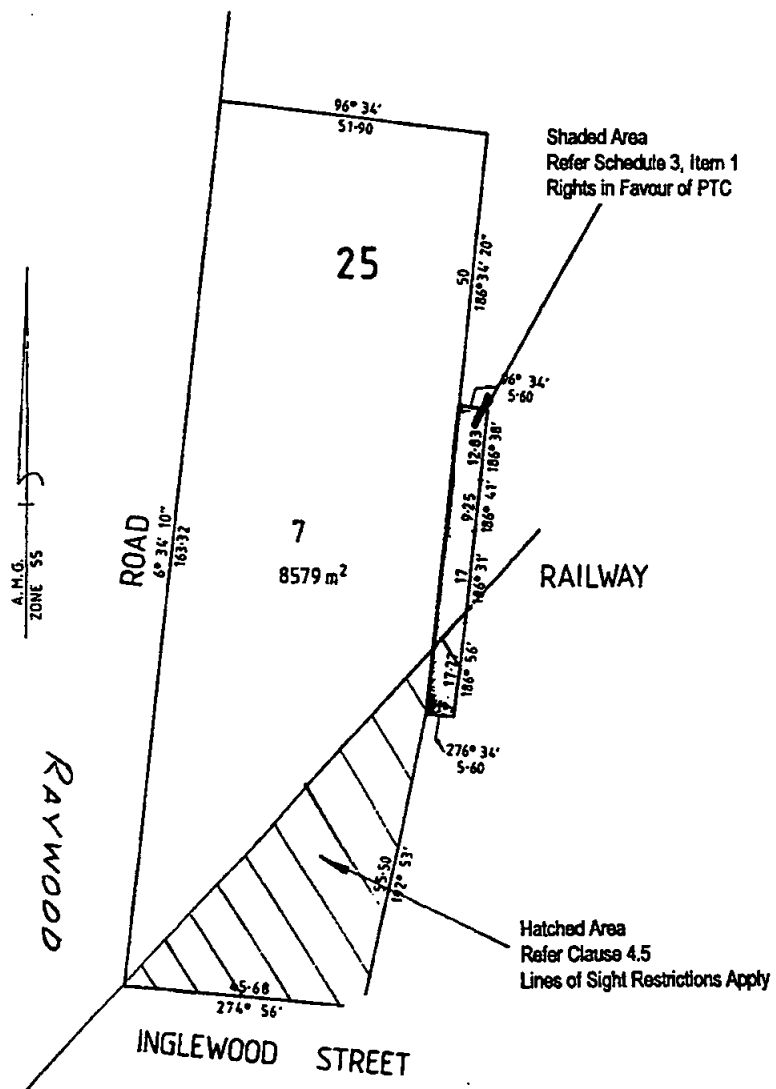 96° 34'
51·90
Shaded Area
Refer Schedule 3, Item 1
Rights in Favour of PTC
25
50
186° 34' 20"
96° 34'
5·60
12·83
186° 38'
9·25
186° 41'
17
186° 31'
A.M.G.
ZONE 55
ROAD
6° 34' 10"
163·32
7
8579 m²
RAILWAY
17·27
186° 56'
276° 34'
5·60
RAYWOOD
55·50
192° 53'
Hatched Area
Refer Clause 4.5
Lines of Sight Restrictions Apply
45·68
274° 56'
INGLEWOOD STREET